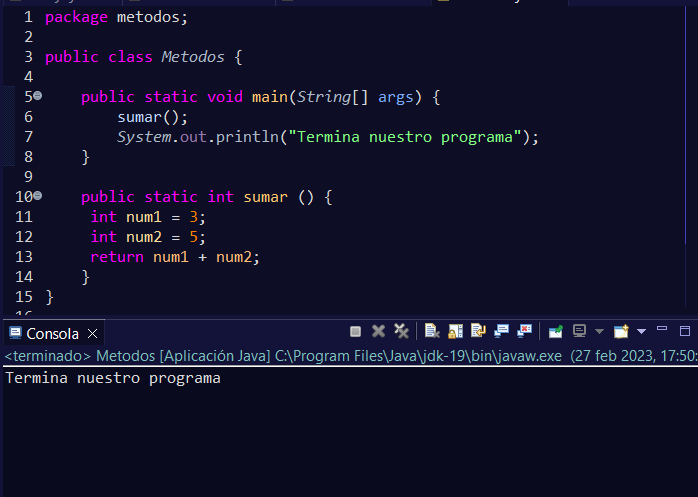 1 package metodos;
2
3 public class Metodos {
4
5 public static void main(String[] args) {
6 sumar();
7 System.out.println("Termina nuestro programa");
8 }
9
10 public static int sumar () {
11 int num1 = 3;
12 int num2 = 5;
13 return num1 + num2;
14 }
15 }
Consola
<terminado> Metodos [Aplicación Java] C:\Program Files\Java\jdk-19\bin\javaw.exe (27 feb 2023, 17:50:
Termina nuestro programa